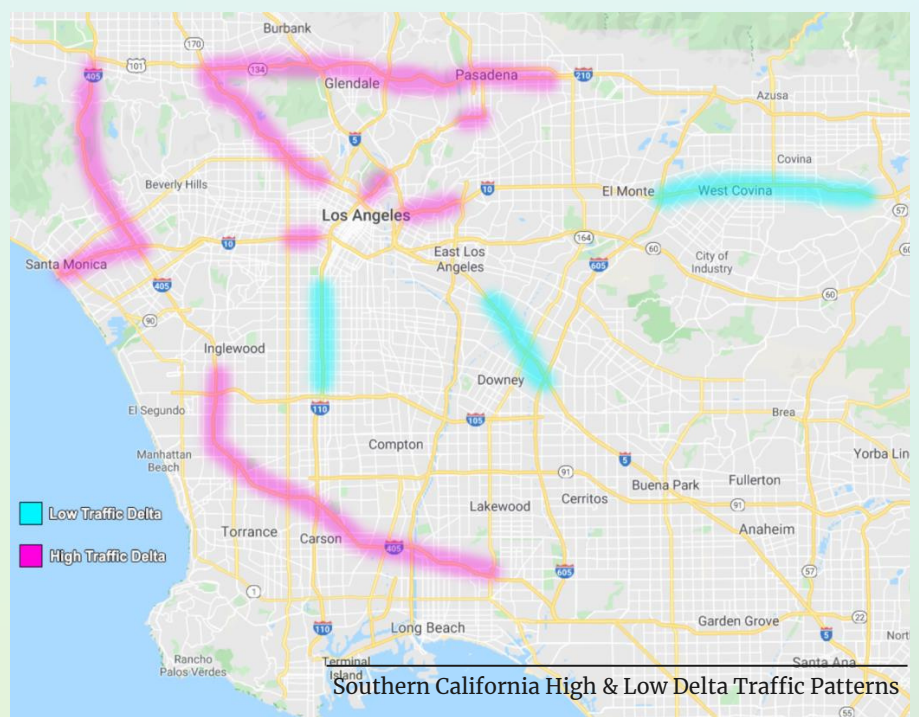 Burbank
170
101
134
405
Glendale
Pasadena
210
Azusa
5
Beverly Hills
Covina
El Monte
West Covina
10
57
Los Angeles
10
164
60
60
East Los
Angeles
City of
Industry
605
Santa Monica
405
60
90
Inglewood
Downey
110
El Segundo
105
Brea
Compton
Manhattan
Beach
5
91
Yorba Lin
Buena Park
Fullerton
Lakewood
Cerritos
91
Low Traffic Delta
Torrance
Carson
Anaheim
405
High Traffic Delta
605
57
1
110
Long Beach
Garden Grove
22
5
Nort
Rancho
Palos Verdes
Terminal
Island
Santa Ana
Southern California High & Low Delta Traffic Patterns
55